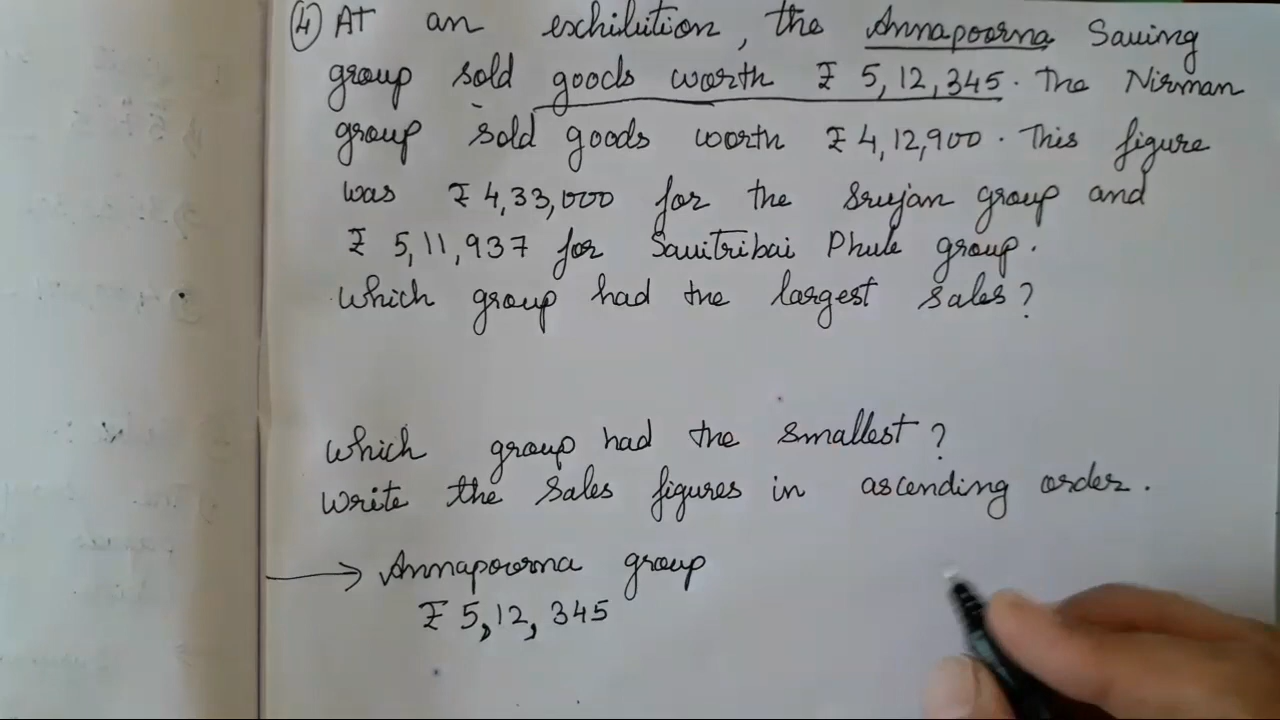 ④ At an exhibition, the Annapoorna Saving
group sold goods worth ₹ 5,12,345. The Nirman
group sold goods worth ₹ 4,12,900. This figure
was ₹ 4,33,000 for the Srujan group and
₹ 5,11,937 for Savitribai Phule group.
Which group had the largest sales?
Which group had the smallest?
Write the sales figures in ascending order.
→ Annapoorna group
₹ 5,12,345